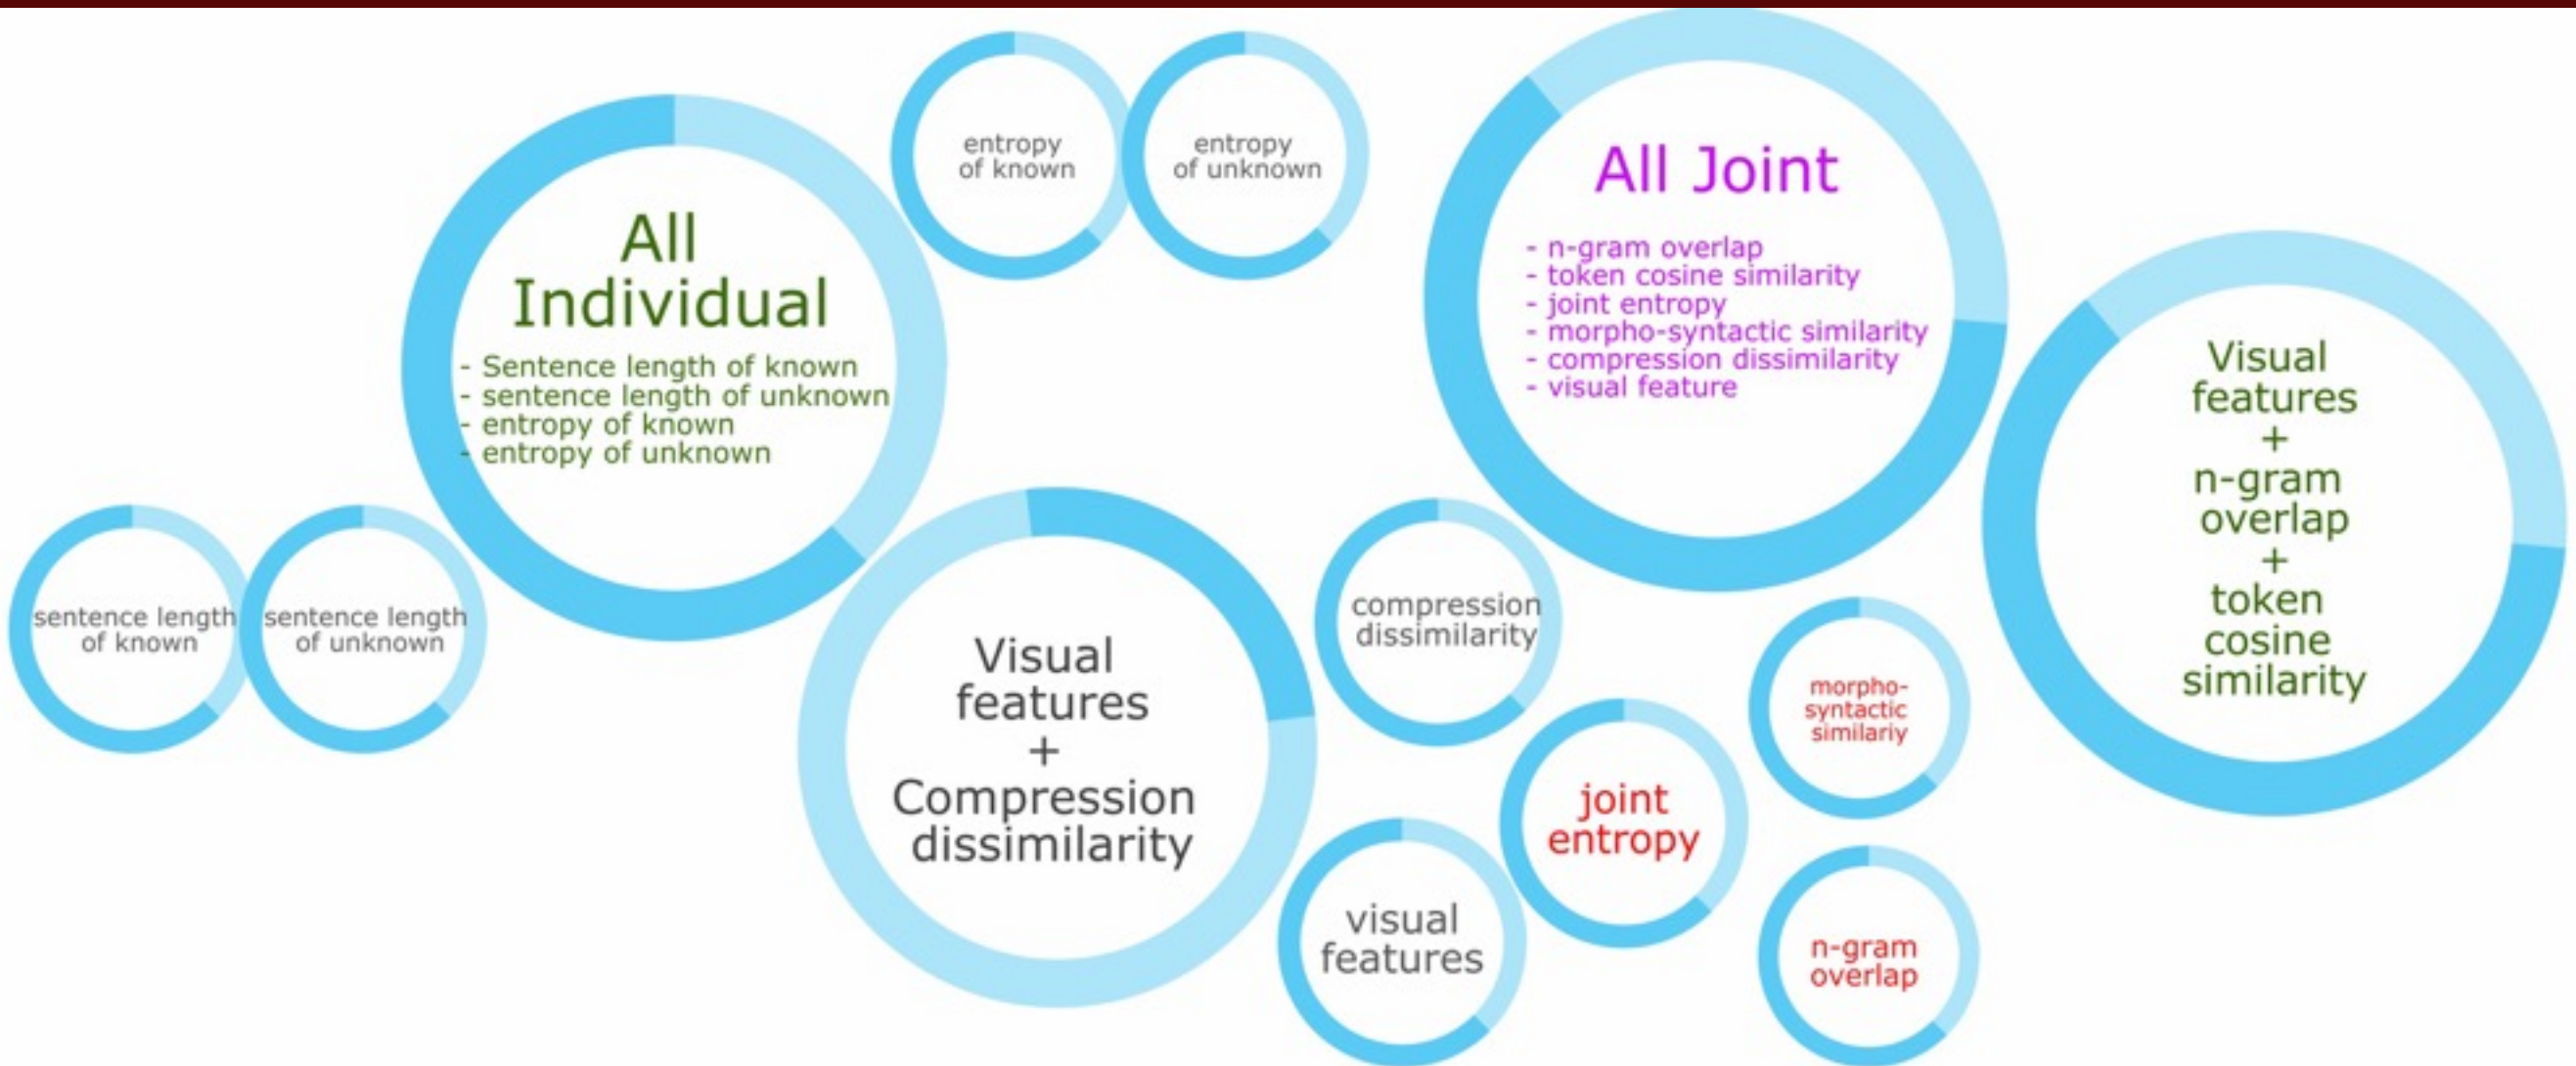 entropy
of known
entropy
of unknown
All
Individual
- Sentence length of known
- sentence length of unknown
- entropy of known
- entropy of unknown
All Joint
- n-gram overlap
- token cosine similarity
- joint entropy
- morpho-syntactic similarity
- compression dissimilarity
- visual feature
Visual
features
+
n-gram
overlap
+
token
cosine
similarity
sentence length
of known
sentence length
of unknown
Visual
features
+
Compression
dissimilarity
compression
dissimilarity
morpho-
syntactic
similariy
joint
entropy
visual
features
n-gram
overlap